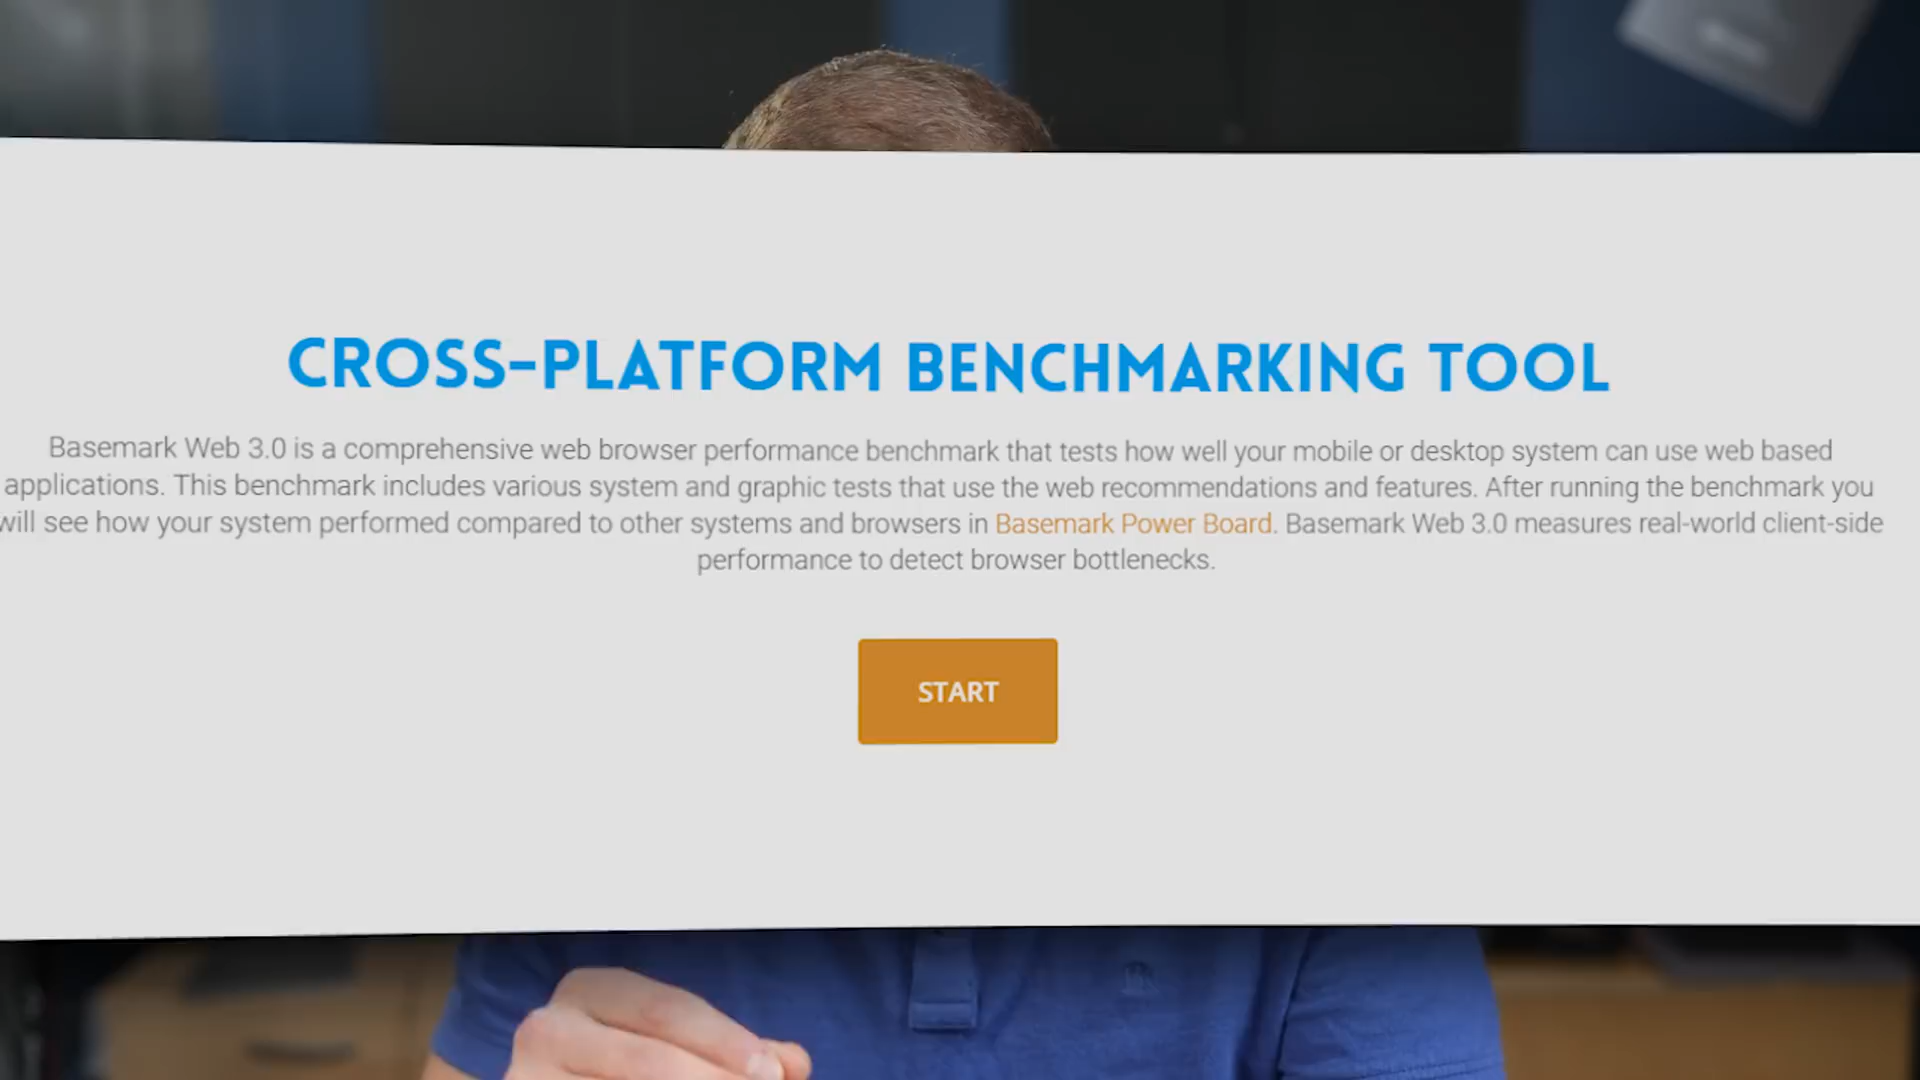 CROSS-PLATFORM BENCHMARKING TOOL
Basemark Web 3.0 is a comprehensive web browser performance benchmark that tests how well your mobile or desktop system can use web based
applications. This benchmark includes various system and graphic tests that use the web recommendations and features. After running the benchmark you
will see how your system performed compared to other systems and browsers in Basemark Power Board. Basemark Web 3.0 measures real-world client-side
performance to detect browser bottlenecks.
START